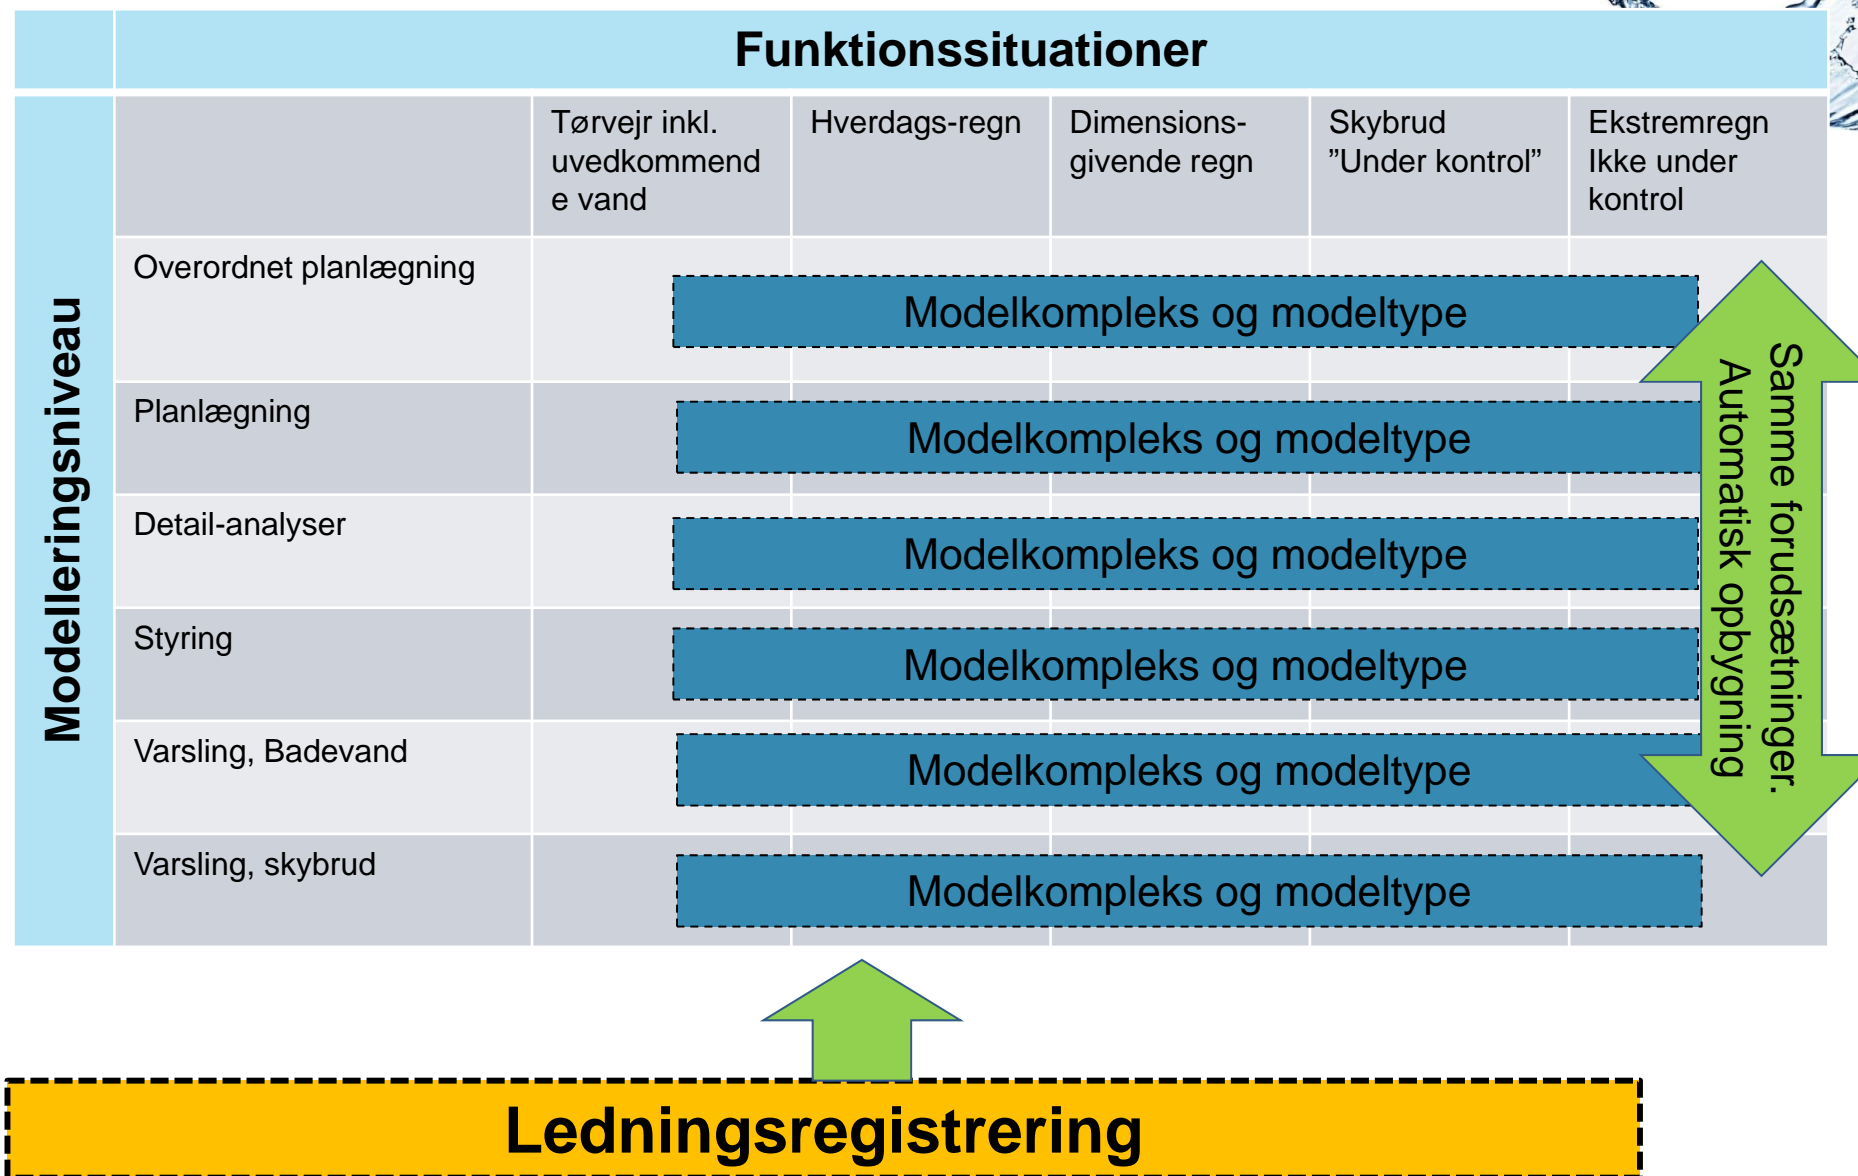 Funktionssituationer
Modelleringsniveau
Tørvejr inkl.
uvedkommend
e vand
Hverdags-regn
Dimensions-
givende regn
Skybrud
”Under kontrol”
Ekstremregn
Ikke under
kontrol
Overordnet planlægning
Modelkompleks og modeltype
Planlægning
Modelkompleks og modeltype
Detail-analyser
Modelkompleks og modeltype
Styring
Modelkompleks og modeltype
Varsling, Badevand
Modelkompleks og modeltype
Varsling, skybrud
Modelkompleks og modeltype
Samme forudsætninger.
Automatisk opbygning
Ledningsregistrering